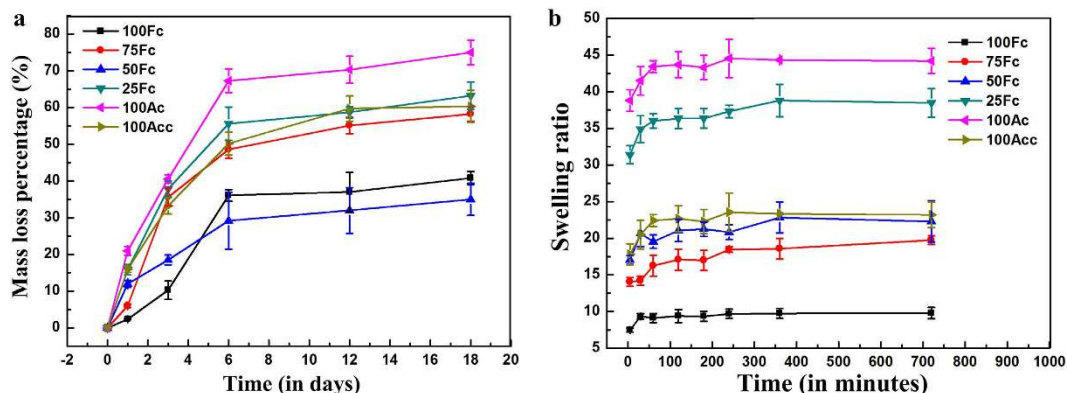 a
Mass loss percentage (%)
80
70
60
50
40
30
20
10
0
100Fc
75Fc
50Fc
25Fc
100Ac
100Acc
-2 0 2 4 6 8 10 12 14 16 18 20
Time (in days)
b
Swelling ratio
50
45
40
35
30
25
20
15
10
5
100Fc
75Fc
50Fc
25Fc
100Ac
100Acc
0 100 200 300 400 500 600 700 800 900 1000
Time (in minutes)